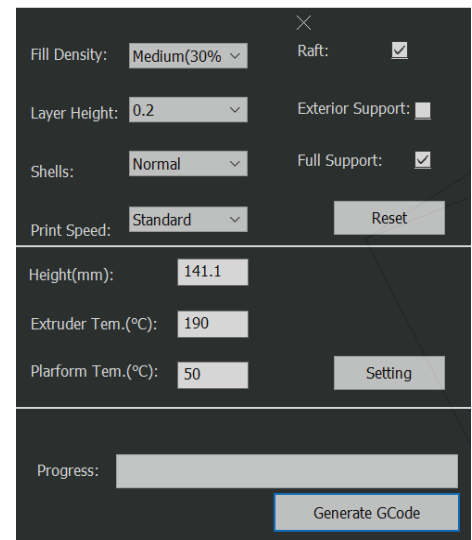 Fill Density: Medium(30% Raft:
Layer Height: 0.2 Exterior Support:
Shells: Normal Full Support:
Print Speed: Standard Reset
Height(mm): 141.1
Extruder Tem.(°C): 190
Plarform Tem.(°C): 50 Setting
Progress:
Generate GCode